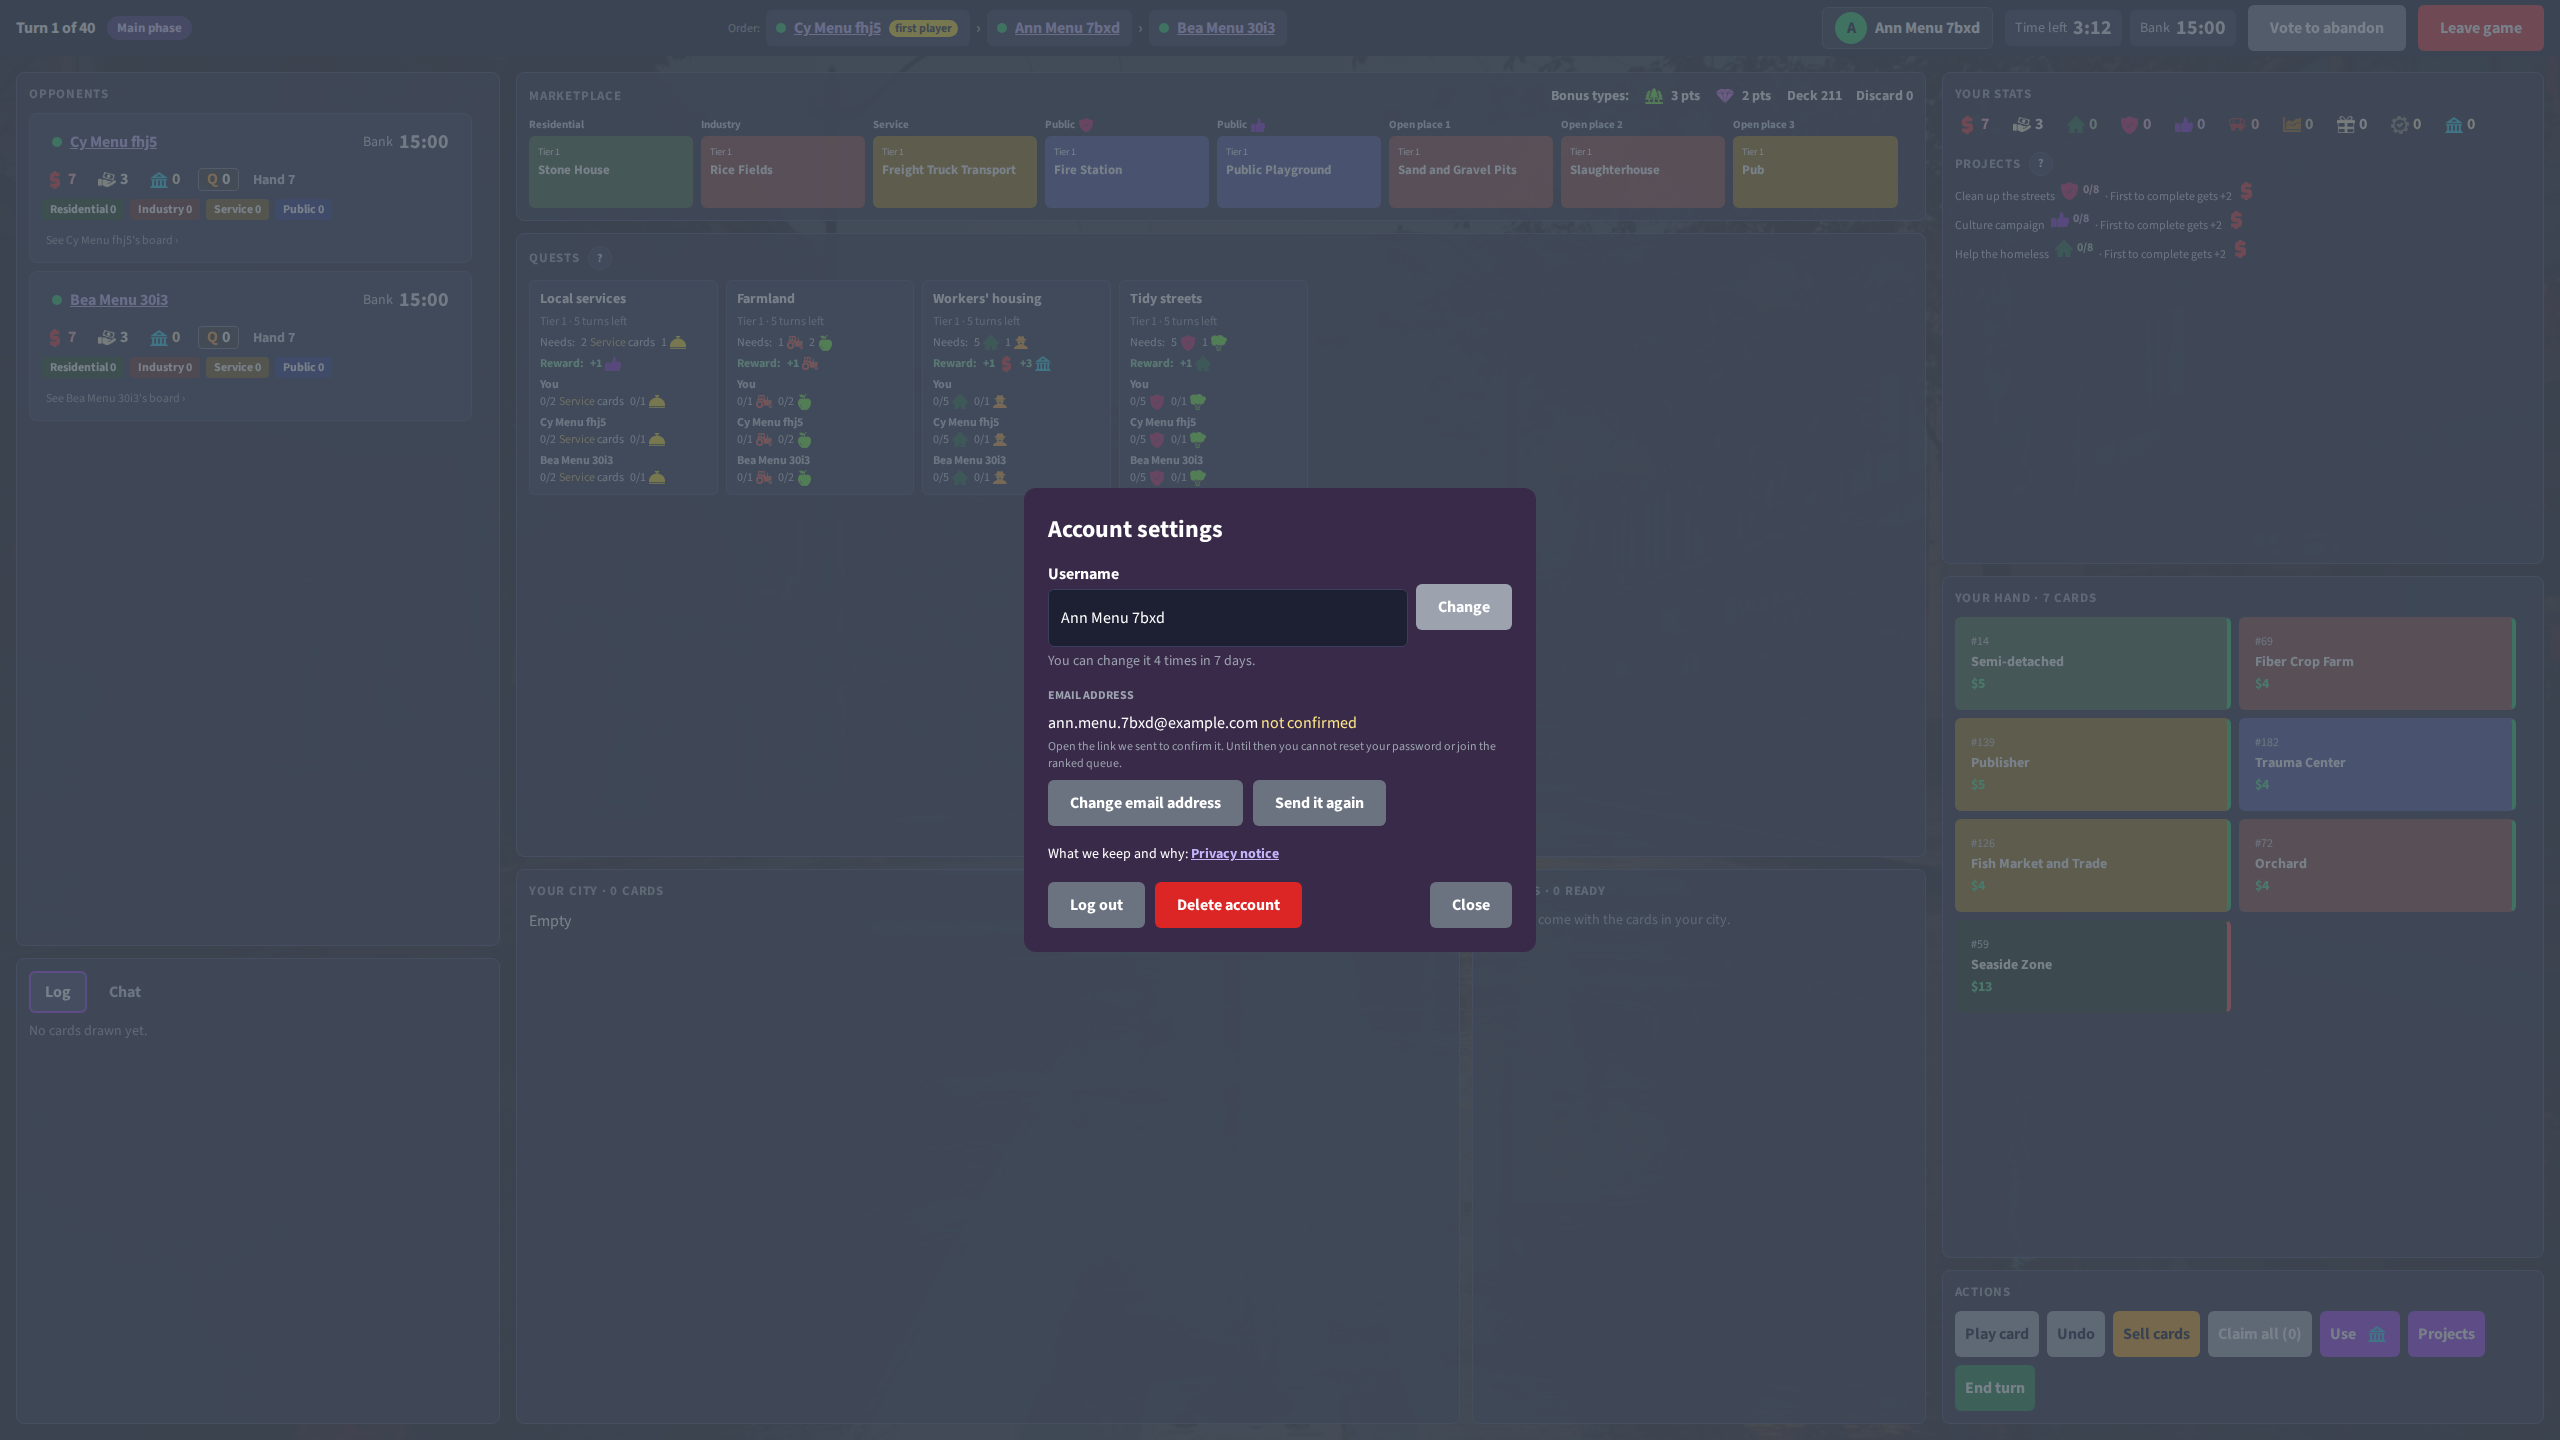 Turn 1 of 40 Main phase
Order: Cy Menu fhj5 first player › Ann Menu 7bxd › Bea Menu 30i3
A Ann Menu 7bxd Time left 3:12 Bank 15:00 Vote to abandon Leave game
OPPONENTS
Cy Menu fhj5 Bank 15:00
7 3 0 Q 0 Hand 7
Residential 0 Industry 0 Service 0 Public 0
See Cy Menu fhj5's board ›
Bea Menu 30i3 Bank 15:00
7 3 0 Q 0 Hand 7
Residential 0 Industry 0 Service 0 Public 0
See Bea Menu 30i3's board ›
Log Chat
No cards drawn yet.
MARKETPLACE Bonus types: 3 pts 2 pts Deck 211 Discard 0
Residential Industry Service Public Public Open place 1 Open place 2 Open place 3
Tier 1 Tier 1 Tier 1 Tier 1 Tier 1 Tier 1 Tier 1 Tier 1
Stone House Rice Fields Freight Truck Transport Fire Station Public Playground Sand and Gravel Pits Slaughterhouse Pub
QUESTS ?
Local services
Tier 1 · 5 turns left
Needs: 2 Service cards 1
Reward: +1
You
0/2 Service cards 0/1
Cy Menu fhj5
0/2 Service cards 0/1
Bea Menu 30i3
0/2 Service cards 0/1
Farmland
Tier 1 · 5 turns left
Needs: 1 2
Reward: +1
You
0/1 0/2
Cy Menu fhj5
0/1 0/2
Bea Menu 30i3
0/1 0/2
Workers' housing
Tier 1 · 5 turns left
Needs: 5 1
Reward: +1 +3
You
0/5 0/1
Cy Menu fhj5
0/5 0/1
Bea Menu 30i3
0/5 0/1
Tidy streets
Tier 1 · 5 turns left
Needs: 5 1
Reward: +1
You
0/5 0/1
Cy Menu fhj5
0/5 0/1
Bea Menu 30i3
0/5 0/1
Account settings
Username
Ann Menu 7bxd Change
You can change it 4 times in 7 days.
EMAIL ADDRESS
ann.menu.7bxd@example.com not confirmed
Open the link we sent to confirm it. Until then you cannot reset your password or join the
ranked queue.
Change email address Send it again
What we keep and why: Privacy notice
Log out Delete account Close
YOUR CITY · 0 CARDS
Empty
· 0 READY
come with the cards in your city.
YOUR STATS
7 3 0 0 0 0 0 0 0 0
PROJECTS ?
Clean up the streets 0/8 · First to complete gets +2
Culture campaign 0/8 · First to complete gets +2
Help the homeless 0/8 · First to complete gets +2
YOUR HAND · 7 CARDS
#14
Semi-detached
$5
#69
Fiber Crop Farm
$4
#139
Publisher
$5
#182
Trauma Center
$4
#126
Fish Market and Trade
$4
#72
Orchard
$4
#59
Seaside Zone
$13
ACTIONS
Play card Undo Sell cards Claim all (0) Use Projects
End turn